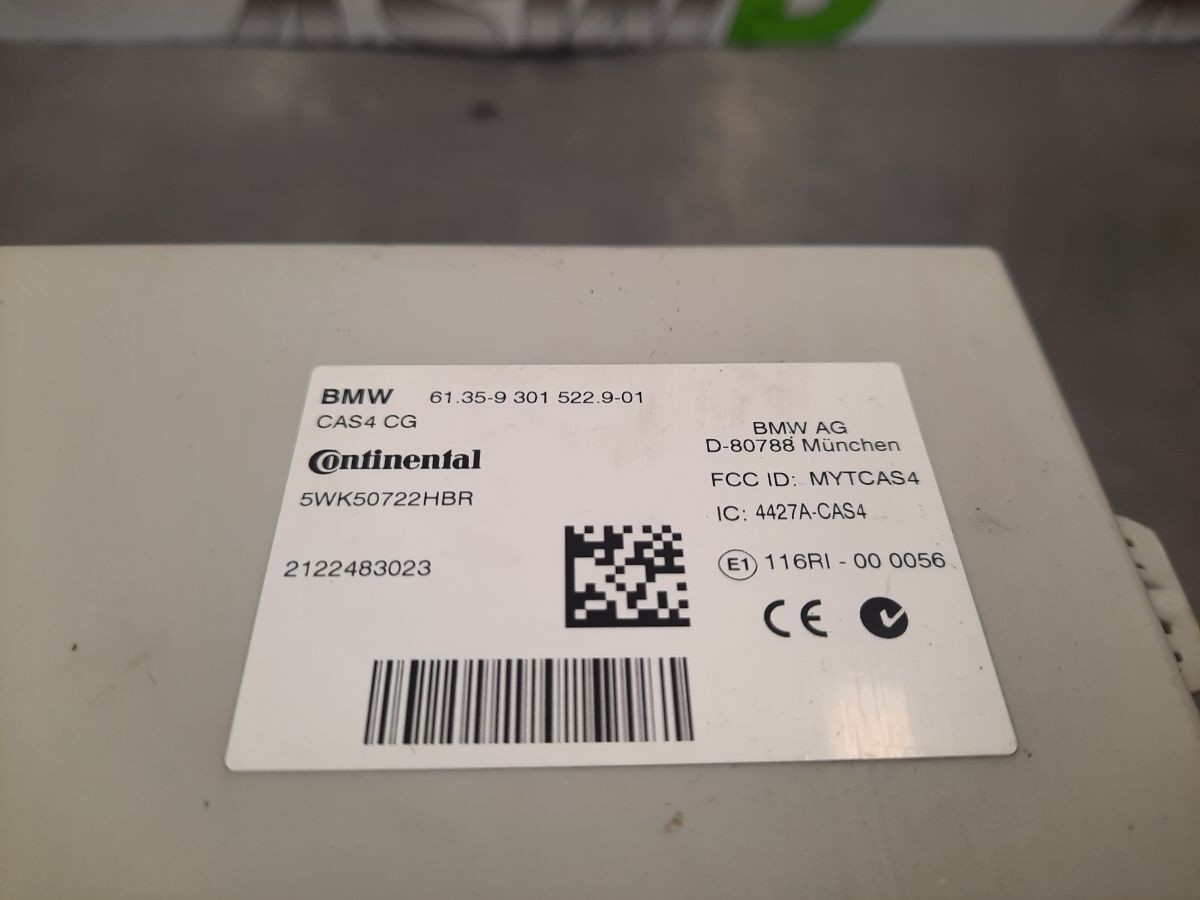 BMW 61.35-9 301 522.9-01
CAS4 CG
Continental
5WK50722HBR
2122483023
BMW AG
D-80788 München
FCC ID: MYTCAS4
IC: 4427A-CAS4
E1 116RI - 00 0056
CE